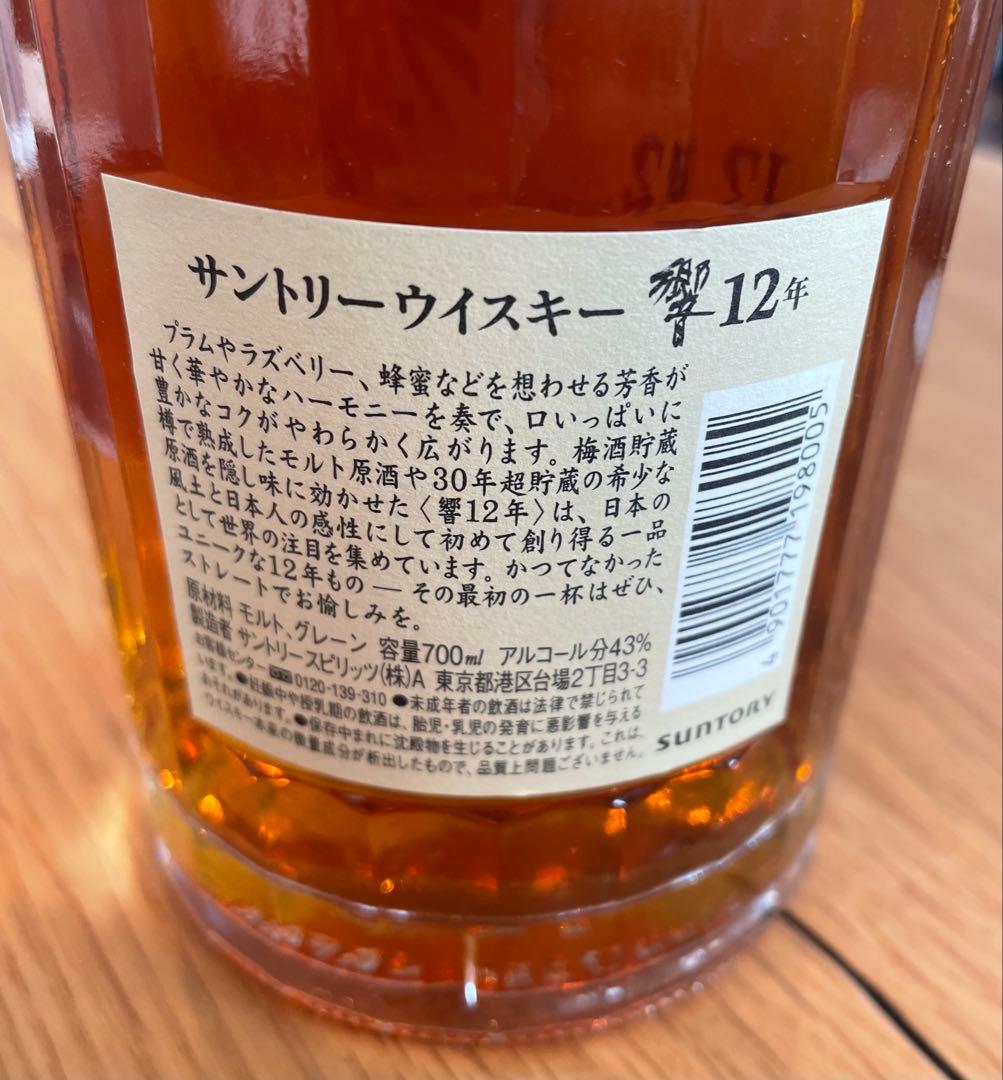 サントリーウイスキー 響 12年
プラムやラズベリー、蜂蜜などを想わせる芳香が
甘く華やかなハーモニーを奏で、口いっぱいに
豊かなコクがやわらかく広がります。梅酒貯蔵
樽で熟成したモルト原酒や30年超貯蔵の希少な
原酒を隠し味に効かせた〈響12年〉は、日本の
風土と日本人の感性にして初めて創り得る一品
として世界の注目を集めています。かつてなかった
ユニークな12年もの ― その最初の一杯はぜひ、
ストレートでお愉しみを。
原材料 モルト、グレーン 容量700ml アルコール分43%
製造者 サントリースピリッツ(株)A 東京都港区台場2丁目3-3
お客様センター 0120-139-310 ●未成年者の飲酒は法律で禁じられて
います。●妊娠中や授乳期の飲酒は、胎児・乳児の発育に悪影響を与える
おそれがあります。●保存中まれに沈殿物を生じることがあります。これは、
ウイスキー本来の微量成分が析出したもので、品質上問題ございません。
4901777198005
SUNTORY